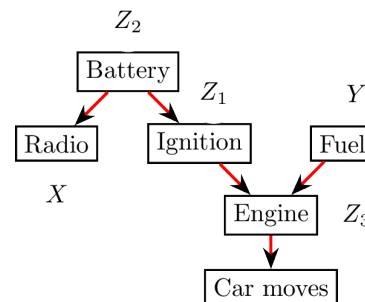 Z₂
Battery
Z₁
Y
Radio
Ignition
Fuel
X
Engine
Z₃
Car moves